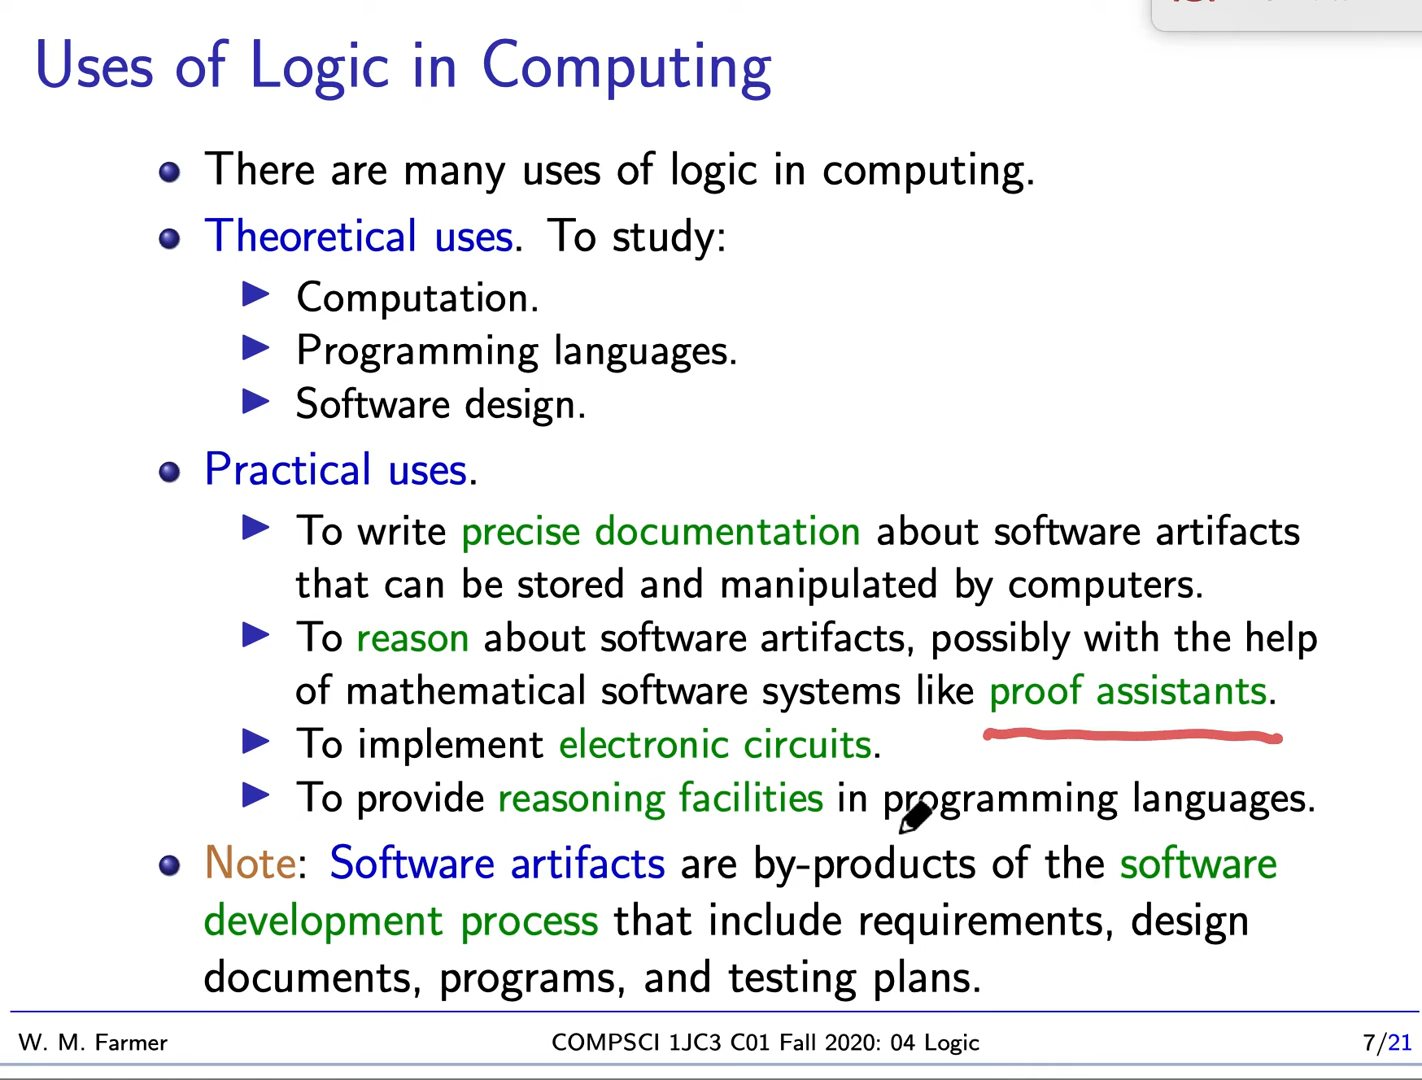 Uses of Logic in Computing
There are many uses of logic in computing.
Theoretical uses. To study:
Computation.
Programming languages.
Software design.
Practical uses.
To write precise documentation about software artifacts
that can be stored and manipulated by computers.
To reason about software artifacts, possibly with the help
of mathematical software systems like proof assistants.
To implement electronic circuits.
To provide reasoning facilities in programming languages.
Note: Software artifacts are by-products of the software
development process that include requirements, design
documents, programs, and testing plans.
W. M. Farmer COMPSCI 1JC3 C01 Fall 2020: 04 Logic 7/21